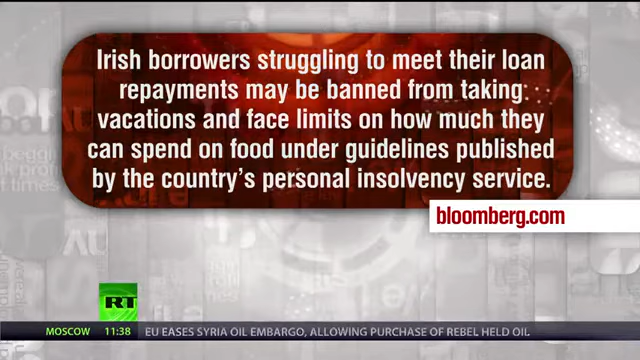 Irish borrowers struggling to meet their loan
repayments may be banned from taking
vacations and face limits on how much they
can spend on food under guidelines published
by the country's personal insolvency service.
bloomberg.com
RT
MOSCOW 11:38 EU EASES SYRIA OIL EMBARGO, ALLOWING PURCHASE OF REBEL HELD OIL